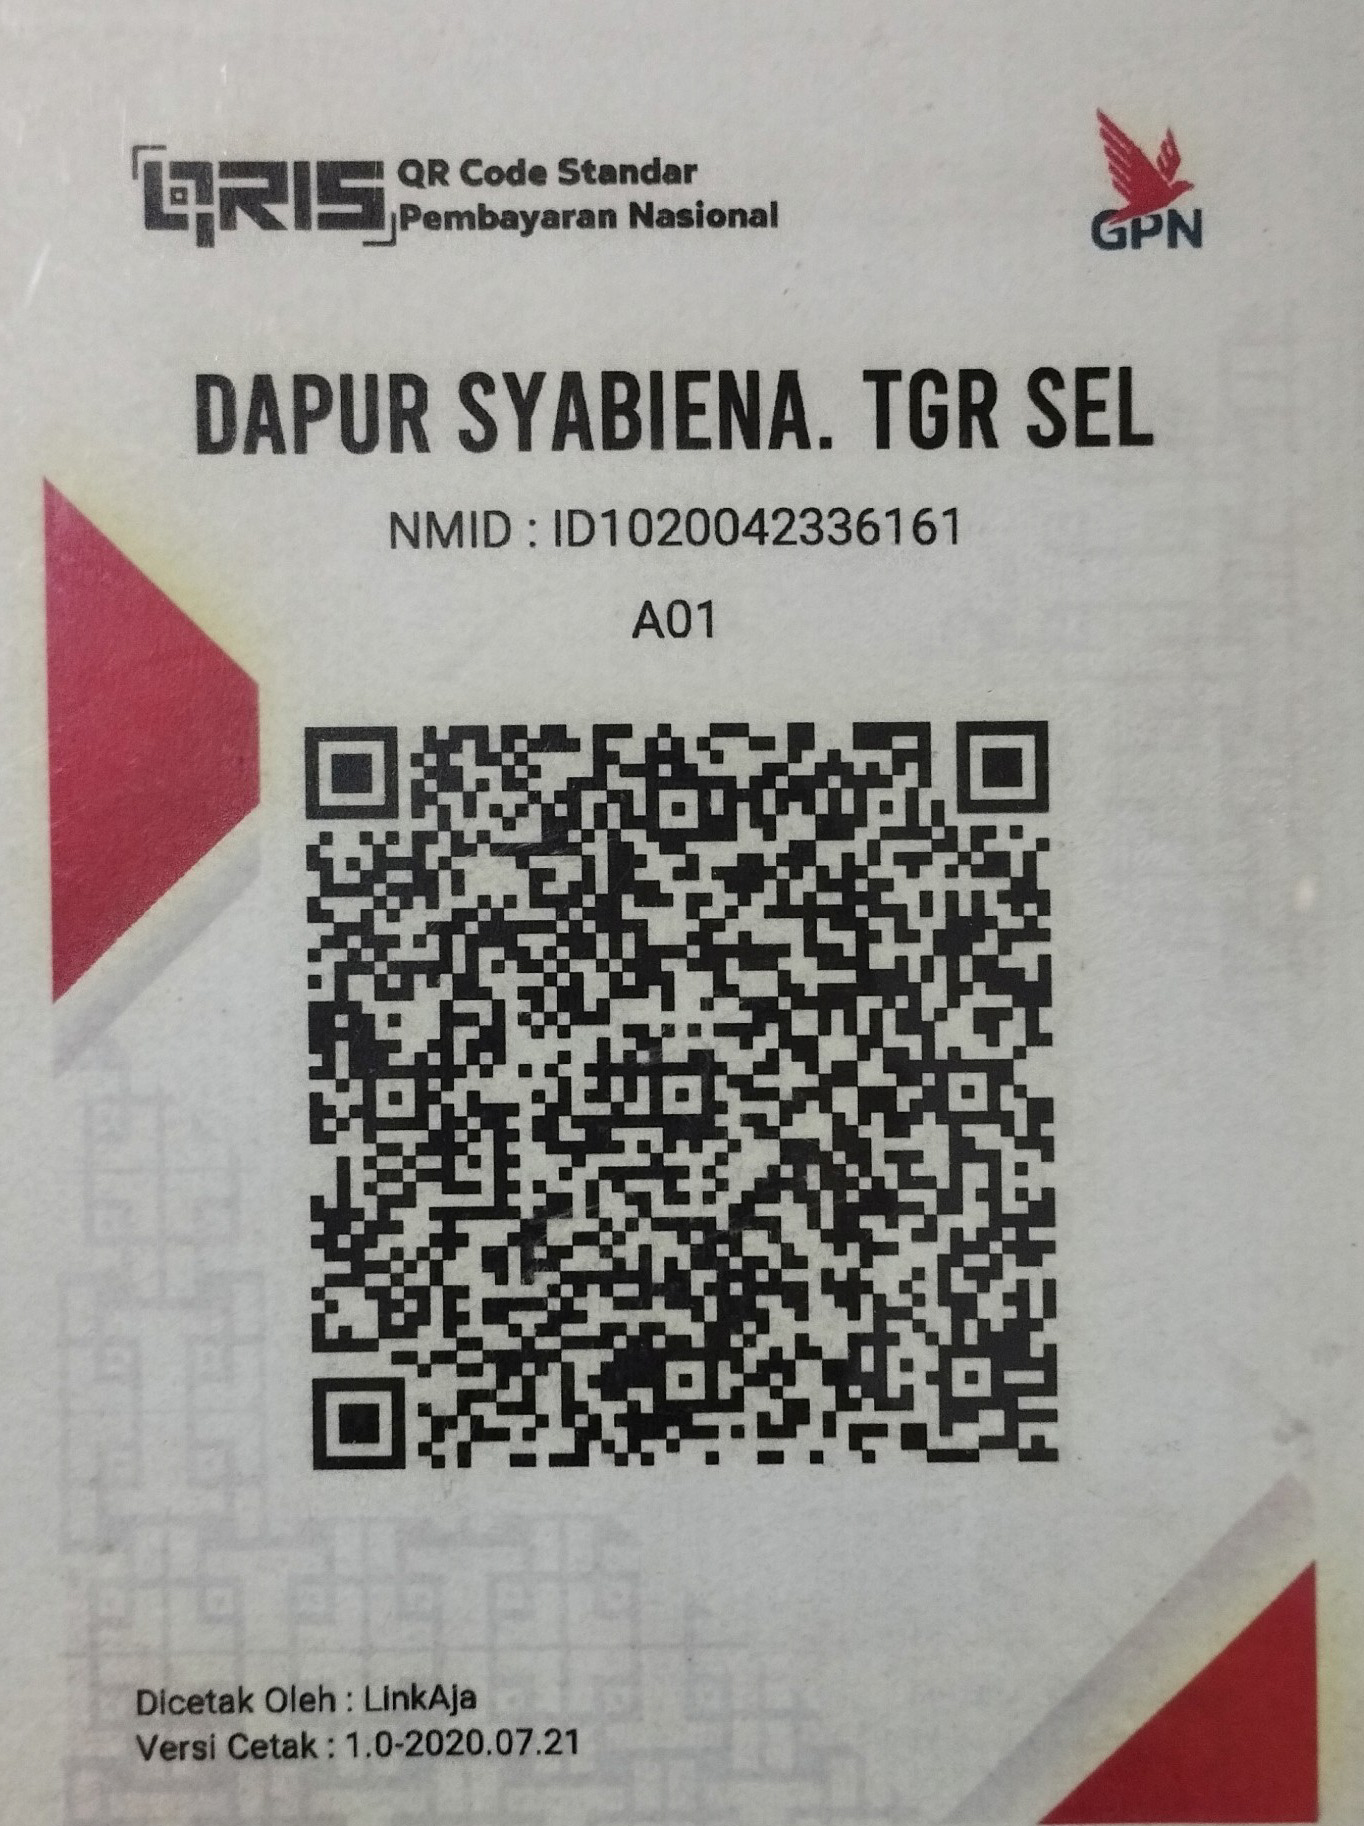 QRIS QR Code Standar
Pembayaran Nasional
GPN
DAPUR SYABIENA. TGR SEL
NMID : ID1020042336161
A01
Dicetak Oleh : LinkAja
Versi Cetak : 1.0-2020.07.21